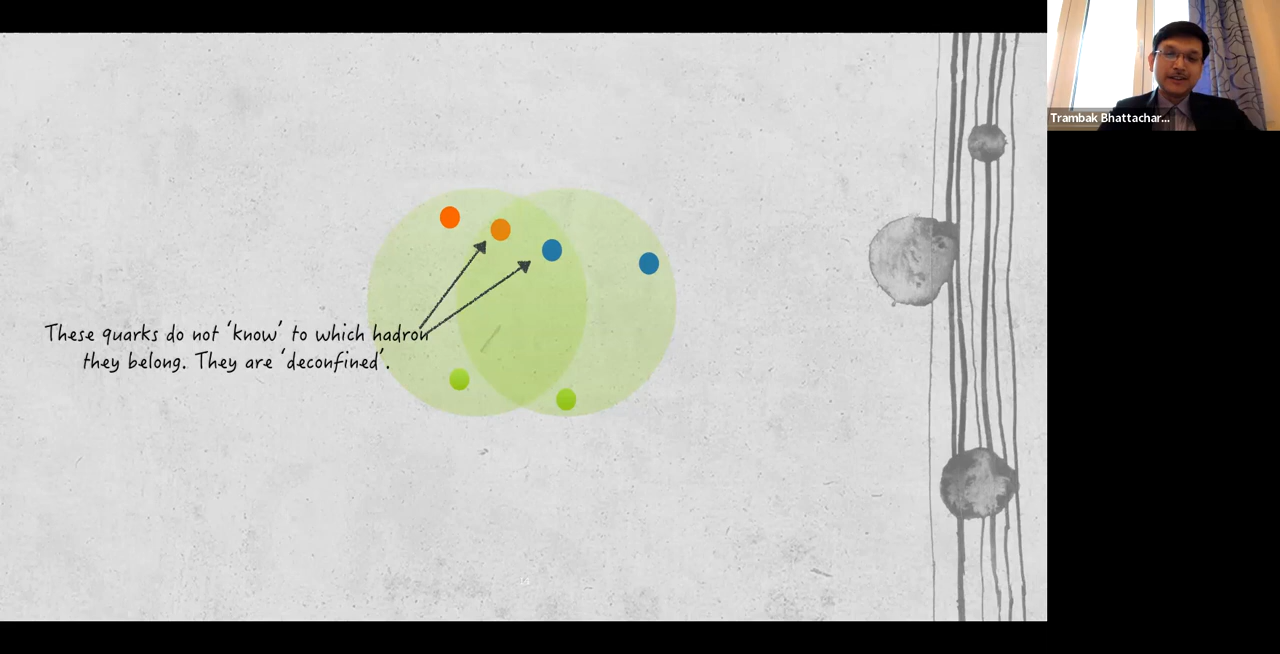 Trambak Bhattachar...
These quarks do not ‘know’ to which hadron
they belong. They are ‘deconfined’.